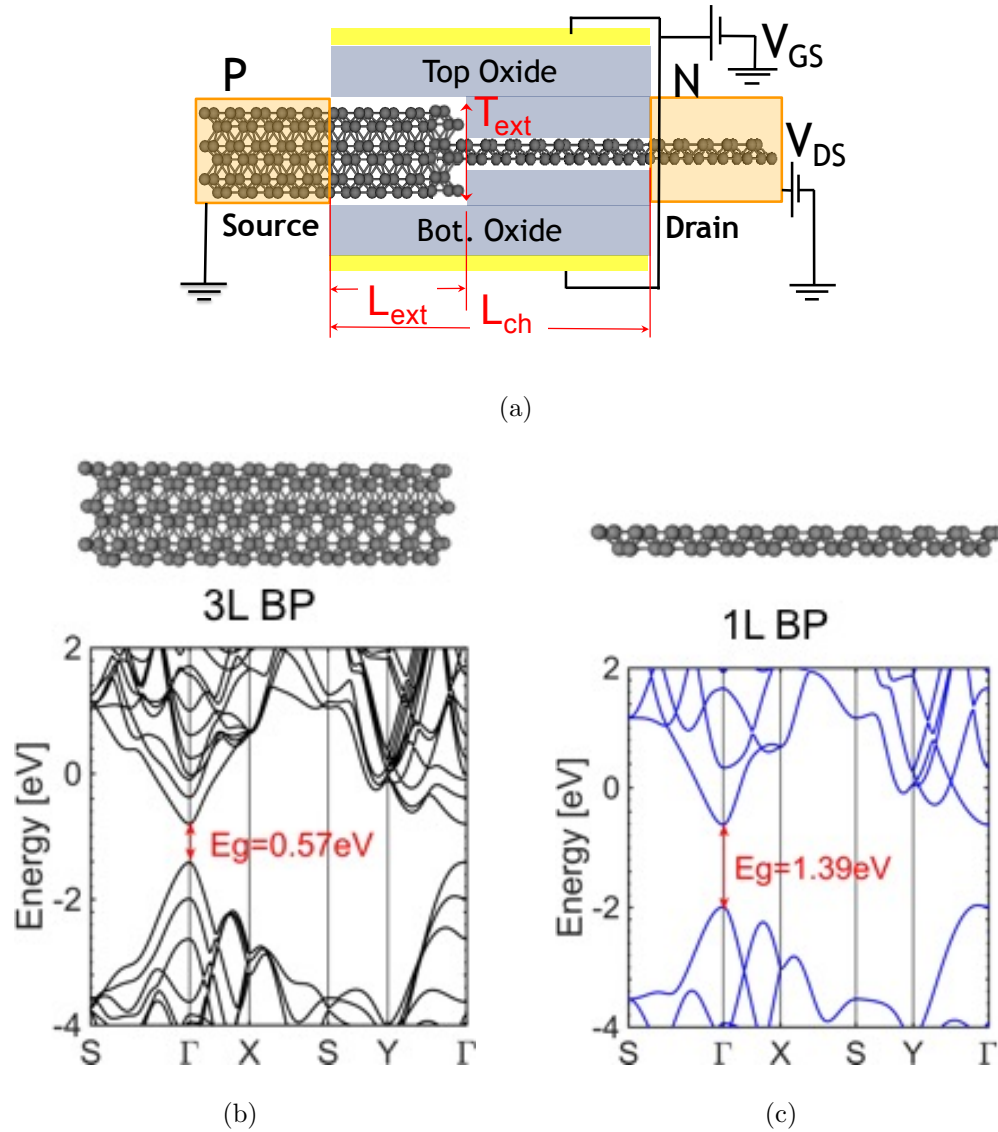 V_GS
Top Oxide
P
N
T_ext
V_DS
Source
Bot. Oxide
Drain
L_ext
L_ch
(a)
3L BP
1L BP
2
0
-2
-4
Energy [eV]
Eg=0.57eV
S Γ X S Y Γ
2
0
-2
-4
Energy [eV]
Eg=1.39eV
S Γ X S Y Γ
(b)
(c)